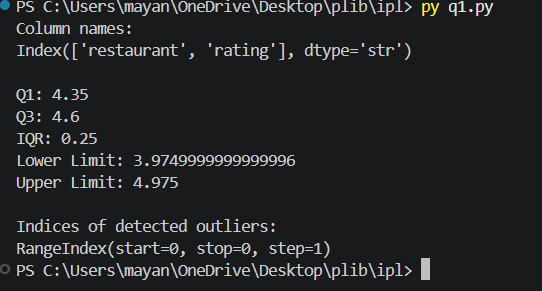 PS C:\Users\mayan\OneDrive\Desktop\plib\ipl> py q1.py
Column names:
Index(['restaurant', 'rating'], dtype='str')
Q1: 4.35
Q3: 4.6
IQR: 0.25
Lower Limit: 3.9749999999999996
Upper Limit: 4.975
Indices of detected outliers:
RangeIndex(start=0, stop=0, step=1)
PS C:\Users\mayan\OneDrive\Desktop\plib\ipl>